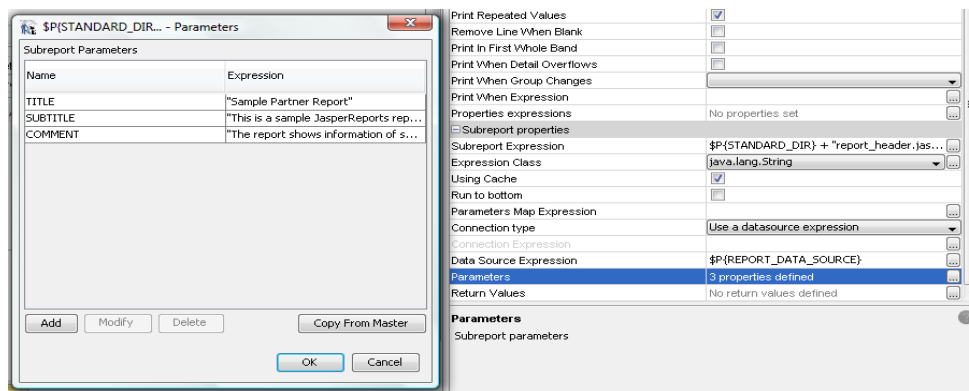 $P{STANDARD_DIR... - Parameters
Subreport Parameters
Name Expression
TITLE "Sample Partner Report"
SUBTITLE "This is a sample JasperReports rep...
COMMENT "The report shows information of s...
Add Modify Delete Copy From Master
OK Cancel
Print Repeated Values
Remove Line When Blank
Print In First Whole Band
Print When Detail Overflows
Print When Group Changes
Print When Expression
Properties expressions No properties set
Subreport properties
Subreport Expression $P{STANDARD_DIR} + "report_header.jas...
Expression Class java.lang.String
Using Cache
Run to bottom
Parameters Map Expression
Connection type Use a datasource expression
Connection Expression
Data Source Expression $P{REPORT_DATA_SOURCE}
Parameters 3 properties defined
Return Values No return values defined
Parameters
Subreport parameters